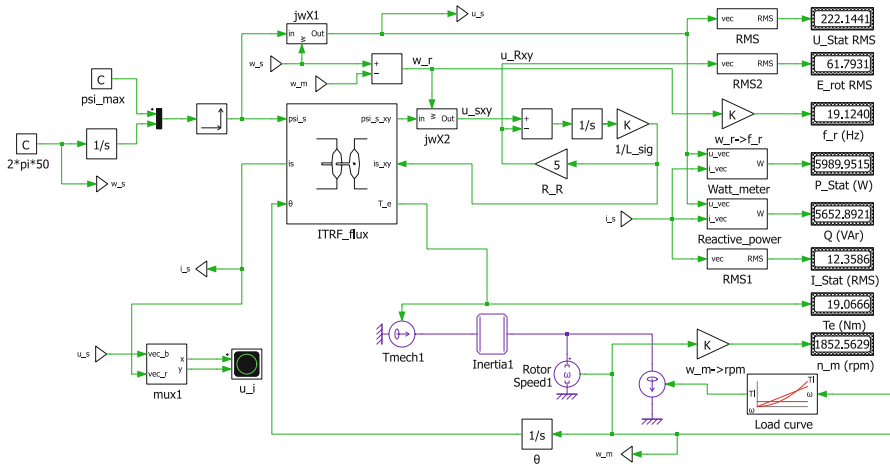 jwX1
in
w
Out
u_s
vec
RMS
RMS
222.1441
U_Stat RMS
w_s
w_m
+
−
w_r
u_Rxy
vec
RMS
RMS2
61.7931
E_rot RMS
C
psi_max
psi_s
psi_s_xy
in
w
Out
jwX2
u_sxy
+
−
1/s
K
1/L_sig
K
w_r->f_r
19.1240
f_r (Hz)
C
2*pi*50
1/s
w_s
is
is_xy
5
R_R
u_vec
i_vec
W
Watt_meter
5989.9515
P_Stat (W)
θ
T_e
ITRF_flux
i_s
u_vec
i_vec
W
Reactive_power
5652.8921
Q (VAr)
i_s
vec
RMS
RMS1
12.3586
I_Stat (RMS)
19.0666
Te (Nm)
u_s
vec_b
vec_r
x
y
mux1
u_i
Tmech1
Inertia1
Rotor
Speed1
ω
K
w_m->rpm
1852.5629
n_m (rpm)
Tl
ω
Tl
ω
Load curve
1/s
θ
w_m